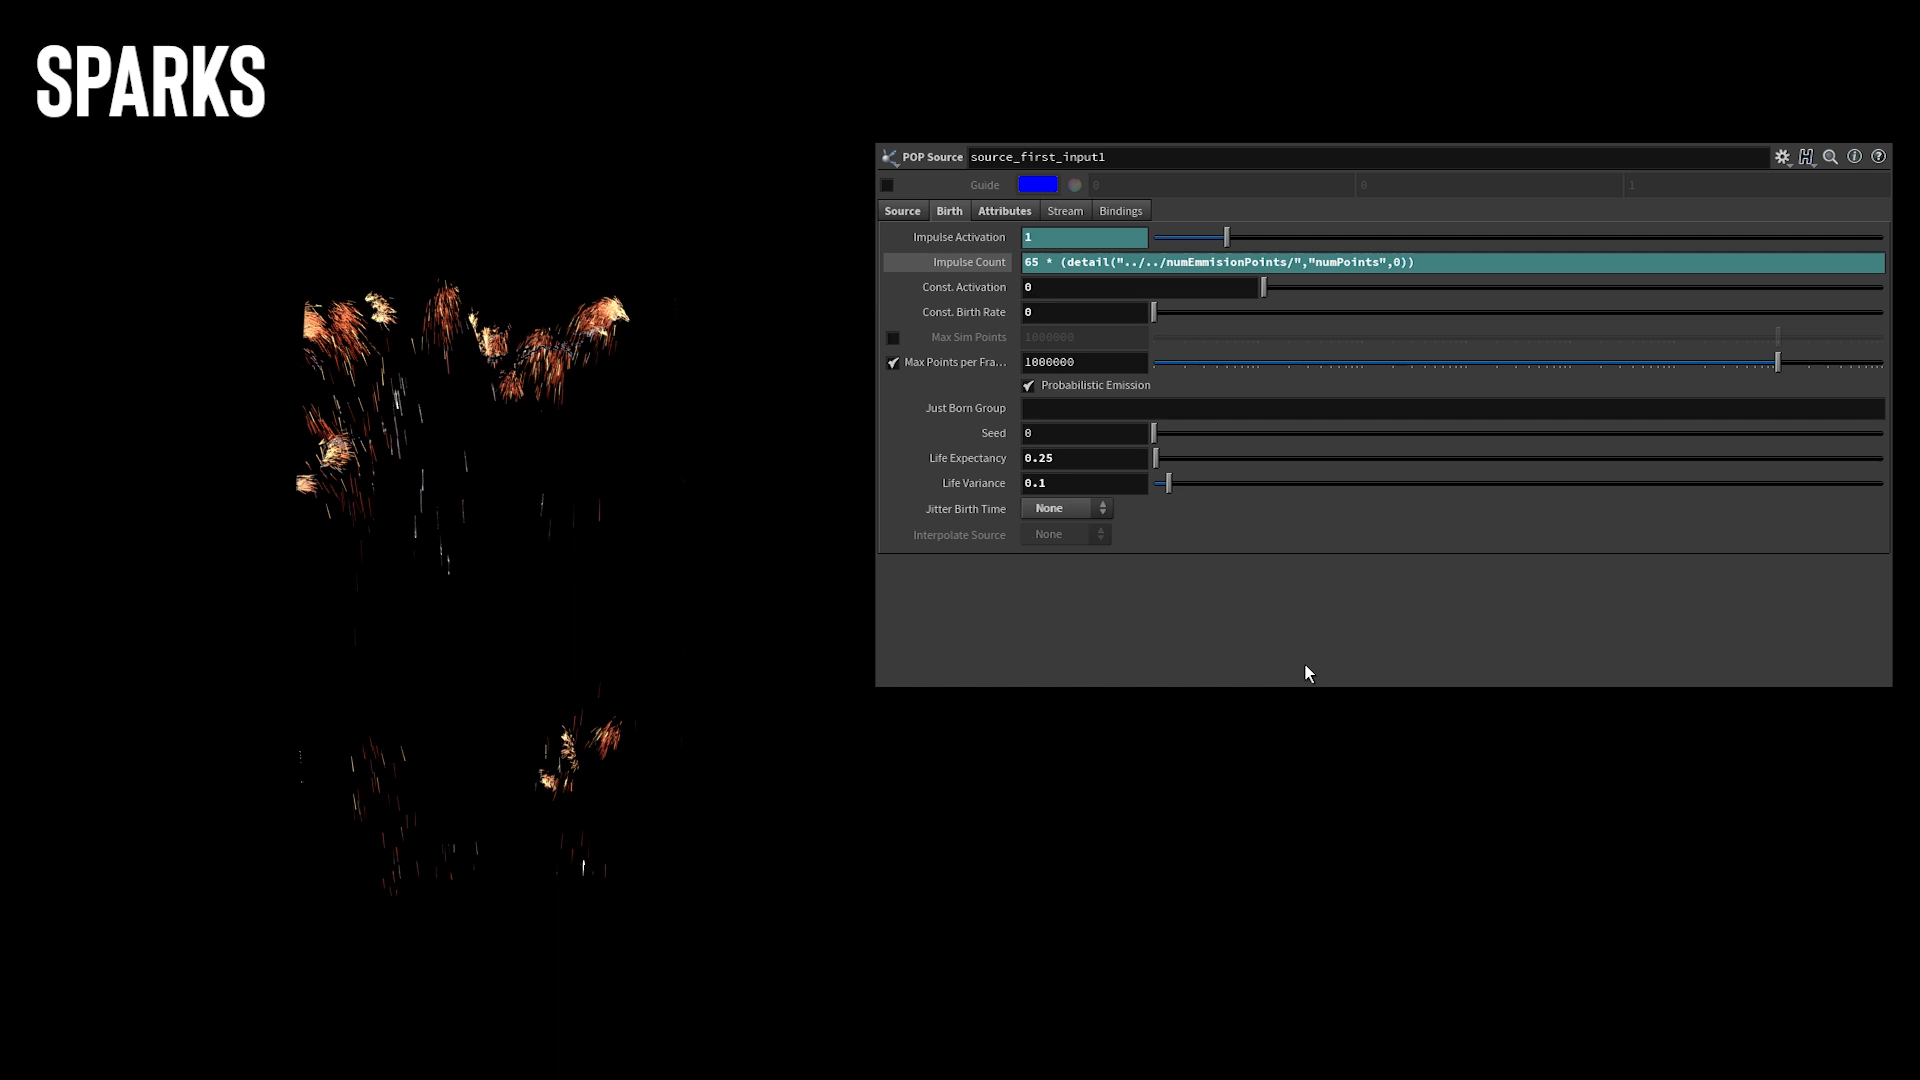 SPARKS
POP Source source_first_input1
Guide 0 0 1
Source Birth Attributes Stream Bindings
Impulse Activation 1
Impulse Count 65 * (detail("../../numEmmisionPoints/","numPoints",0))
Const. Activation 0
Const. Birth Rate 0
Max Sim Points 1000000
Max Points per Fra... 1000000
Probabilistic Emission
Just Born Group
Seed 0
Life Expectancy 0.25
Life Variance 0.1
Jitter Birth Time None
Interpolate Source None